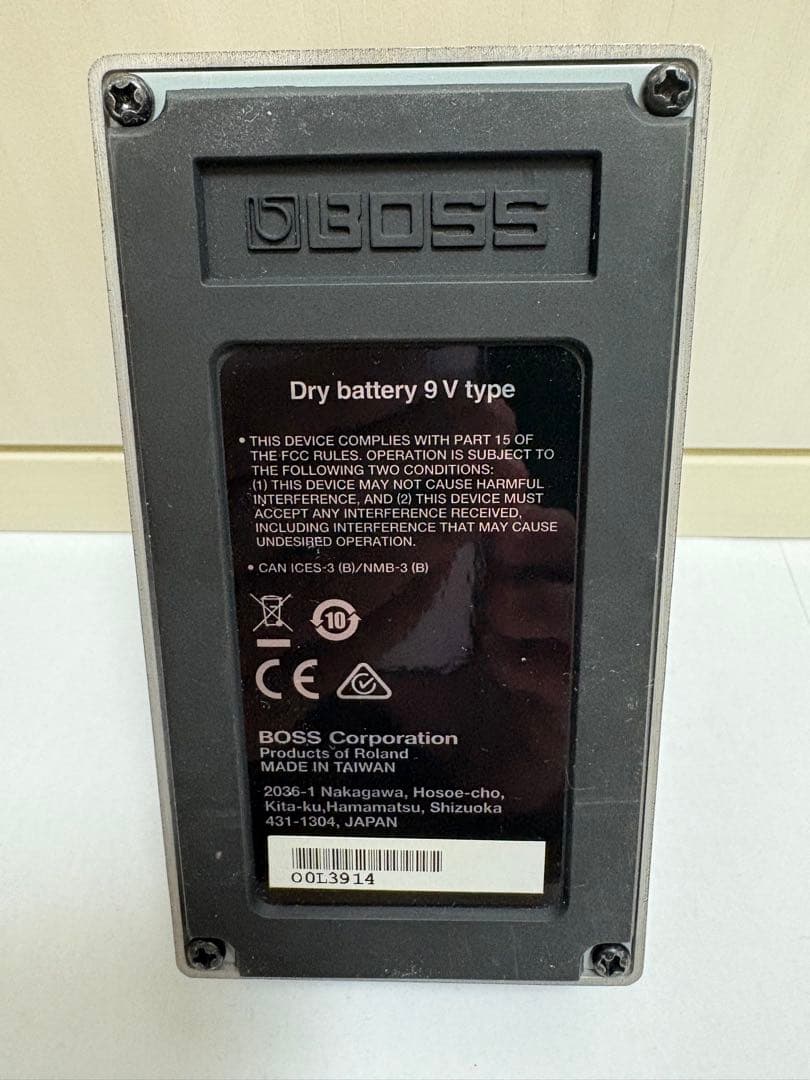 BOSS
Dry battery 9 V type
• THIS DEVICE COMPLIES WITH PART 15 OF
THE FCC RULES. OPERATION IS SUBJECT TO
THE FOLLOWING TWO CONDITIONS:
(1) THIS DEVICE MAY NOT CAUSE HARMFUL
INTERFERENCE, AND (2) THIS DEVICE MUST
ACCEPT ANY INTERFERENCE RECEIVED,
INCLUDING INTERFERENCE THAT MAY CAUSE
UNDESIRED OPERATION.
• CAN ICES-3 (B)/NMB-3 (B)
10
CE
BOSS Corporation
Products of Roland
MADE IN TAIWAN
2036-1 Nakagawa, Hosoe-cho,
Kita-ku,Hamamatsu, Shizuoka
431-1304, JAPAN
O0L3914